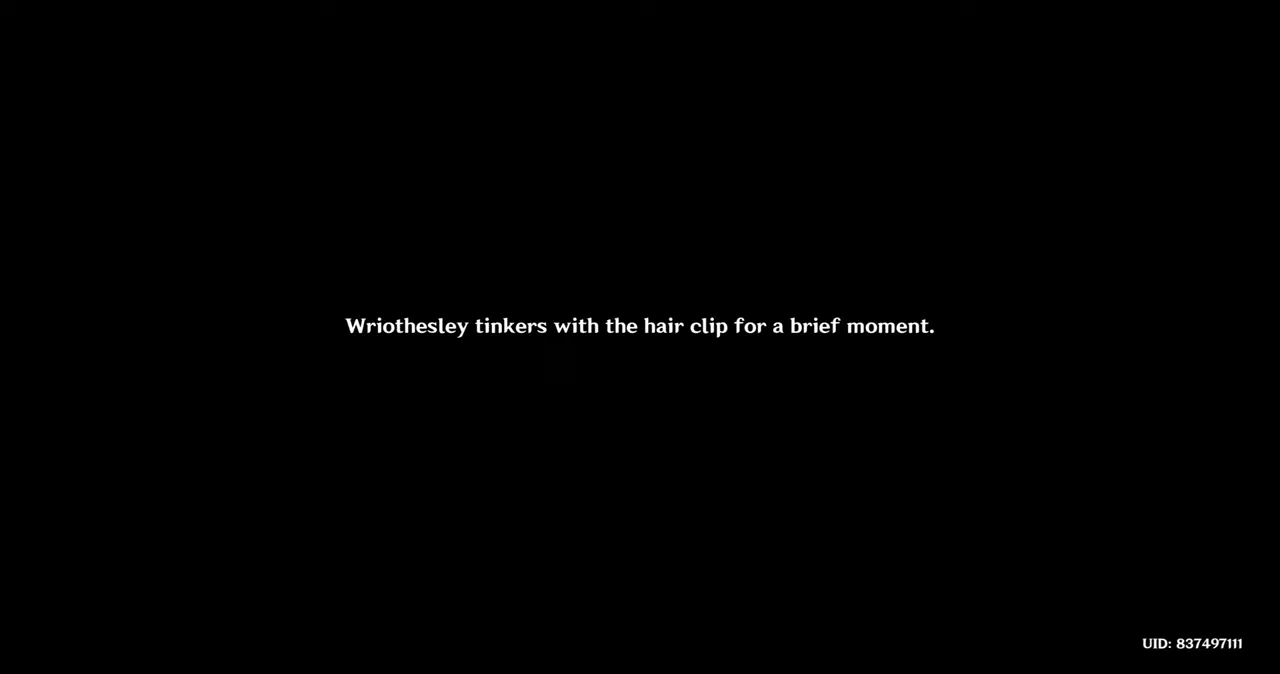 Wriothesley tinkers with the hair clip for a brief moment.
UID: 837497111